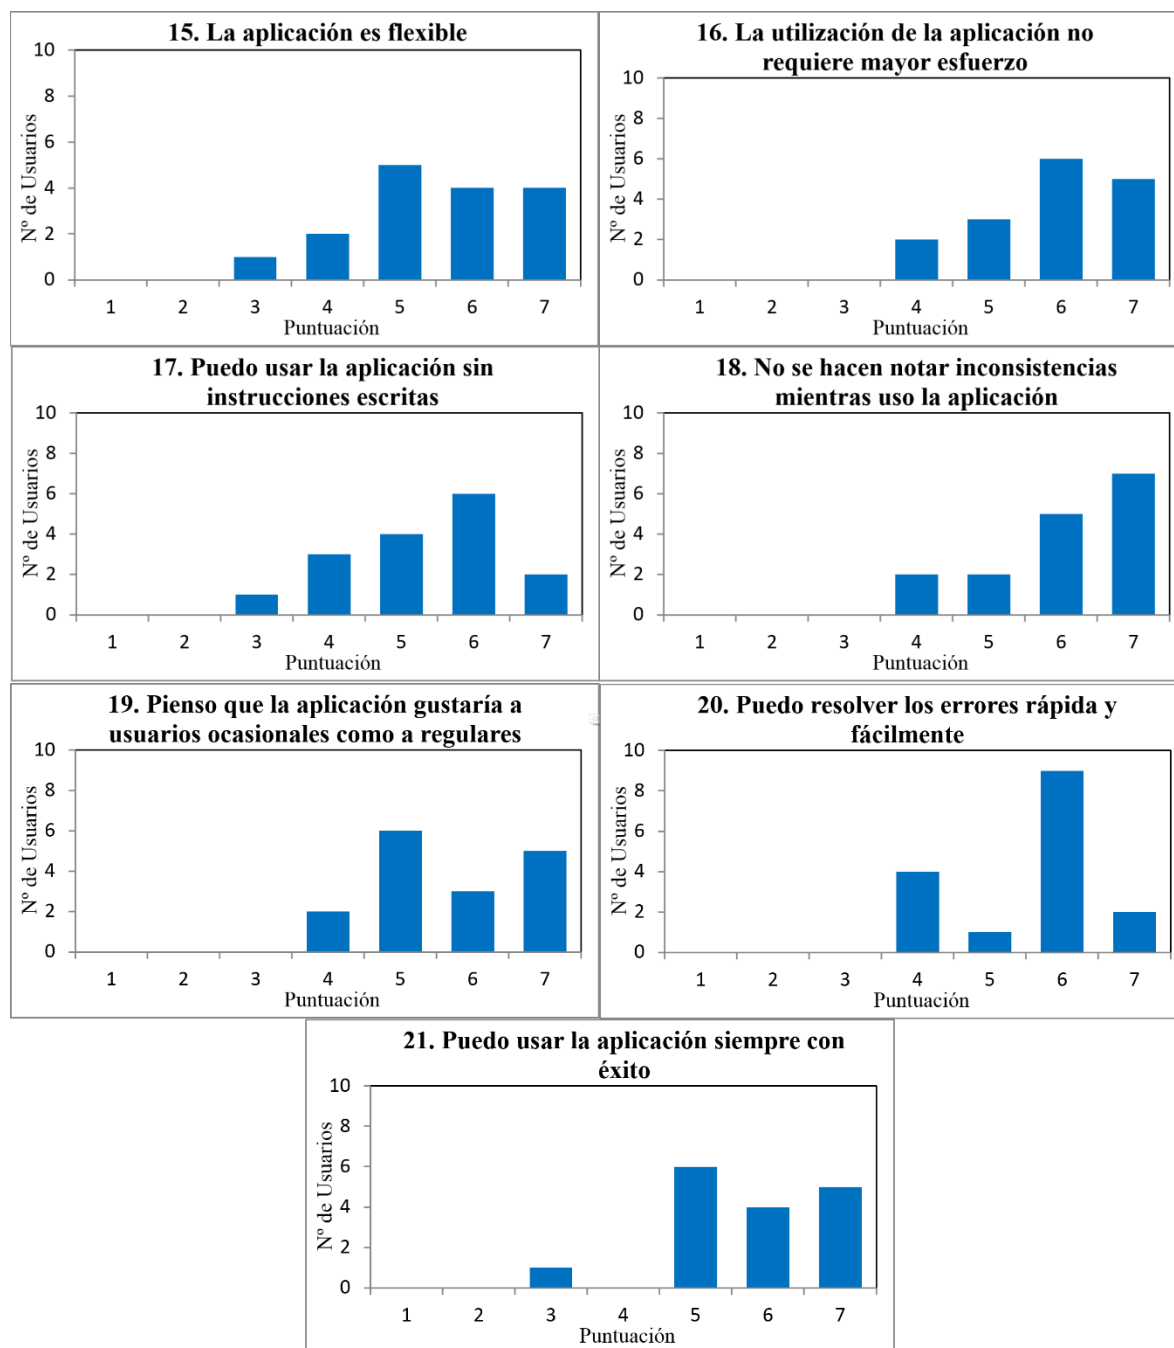 15. La aplicación es flexible
10
8
6
4
2
0
Nº de Usuarios
1 2 3 4 5 6 7
Puntuación
16. La utilización de la aplicación no
requiere mayor esfuerzo
10
8
6
4
2
0
Nº de Usuarios
1 2 3 4 5 6 7
Puntuación
17. Puedo usar la aplicación sin
instrucciones escritas
10
8
6
4
2
0
Nº de Usuarios
1 2 3 4 5 6 7
Puntuación
18. No se hacen notar inconsistencias
mientras uso la aplicación
10
8
6
4
2
0
Nº de Usuarios
1 2 3 4 5 6 7
Puntuación
19. Pienso que la aplicación gustaría a
usuarios ocasionales como a regulares
10
8
6
4
2
0
Nº de Usuarios
1 2 3 4 5 6 7
Puntuación
20. Puedo resolver los errores rápida y
fácilmente
10
8
6
4
2
0
Nº de Usuarios
1 2 3 4 5 6 7
Puntuación
21. Puedo usar la aplicación siempre con
éxito
10
8
6
4
2
0
Nº de Usuarios
1 2 3 4 5 6 7
Puntuación